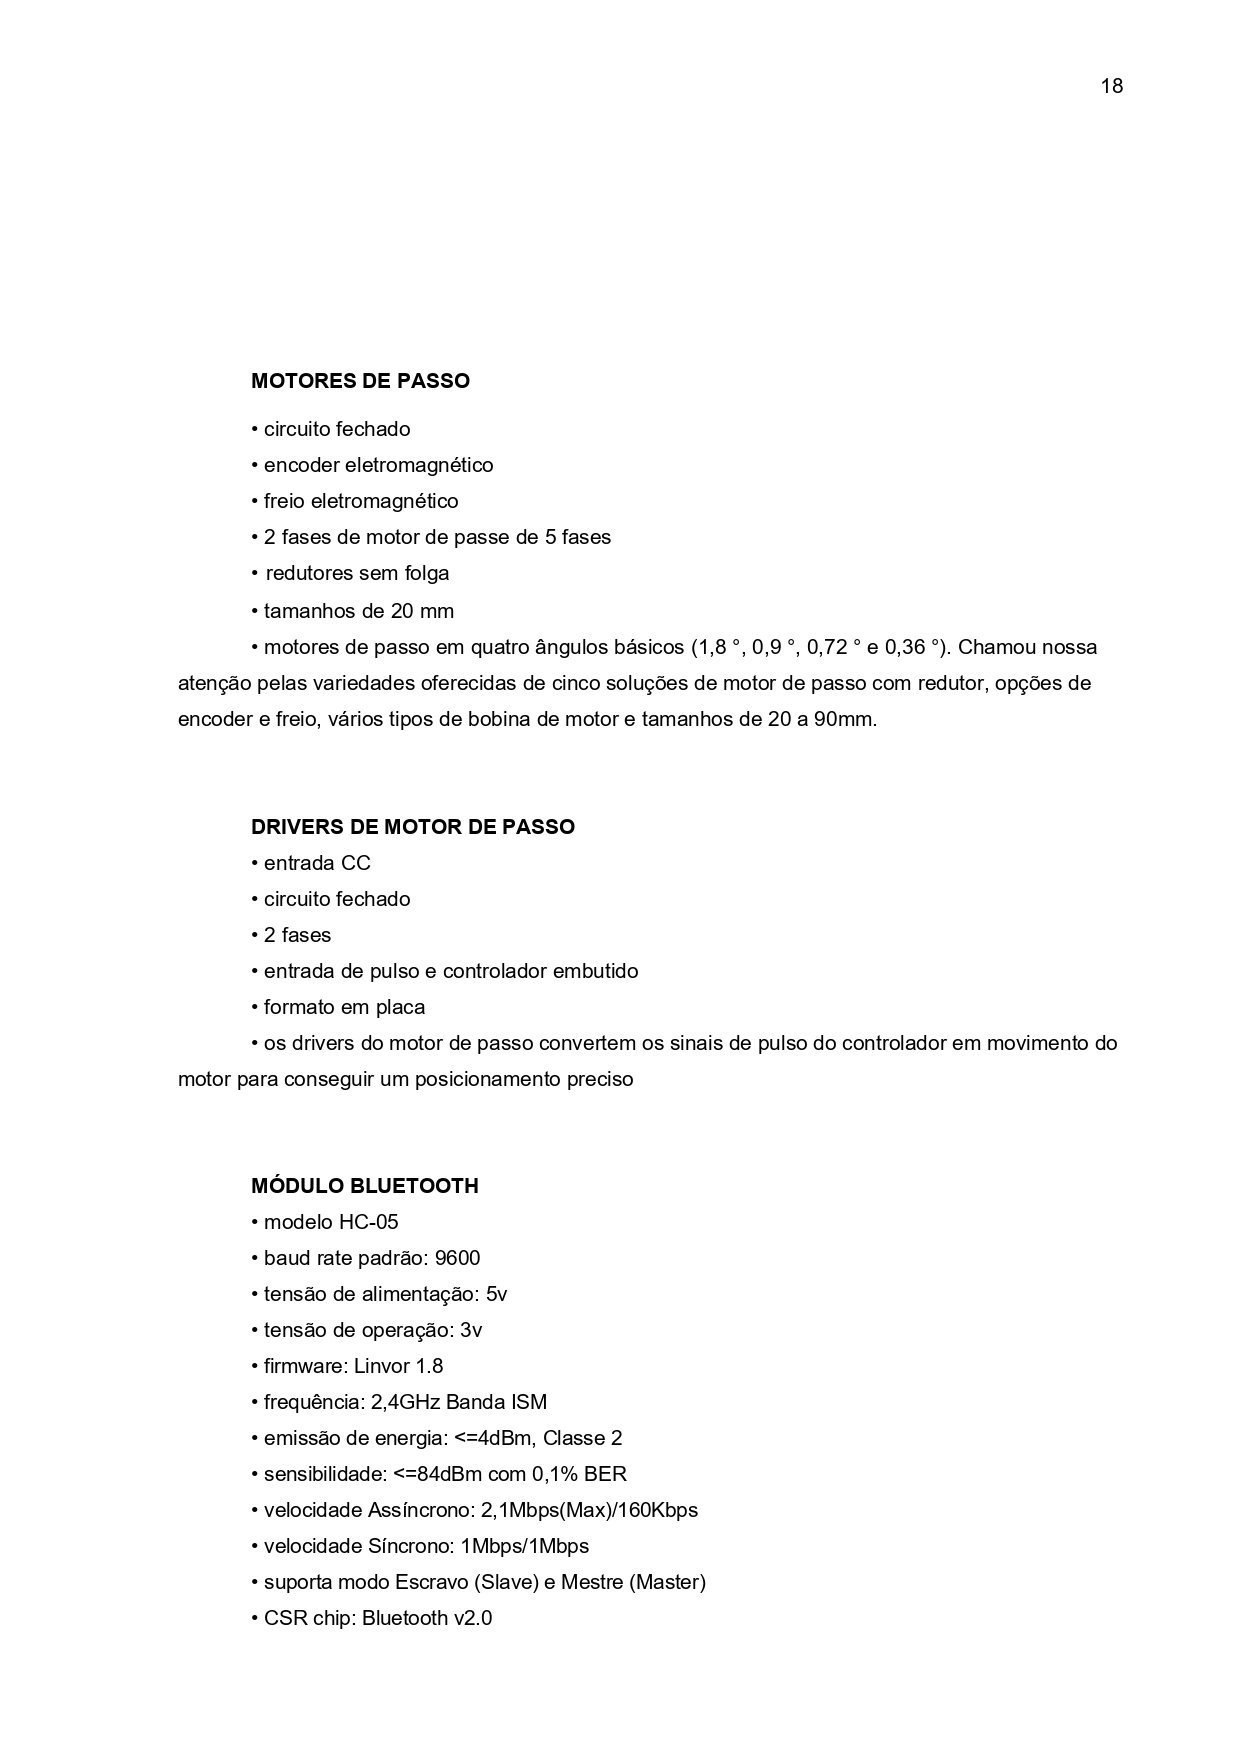 18
MOTORES DE PASSO
• circuito fechado
• encoder eletromagnético
• freio eletromagnético
• 2 fases de motor de passe de 5 fases
• redutores sem folga
• tamanhos de 20 mm
• motores de passo em quatro ângulos básicos (1,8 °, 0,9 °, 0,72 ° e 0,36 °). Chamou nossa
atenção pelas variedades oferecidas de cinco soluções de motor de passo com redutor, opções de
encoder e freio, vários tipos de bobina de motor e tamanhos de 20 a 90mm.
DRIVERS DE MOTOR DE PASSO
• entrada CC
• circuito fechado
• 2 fases
• entrada de pulso e controlador embutido
• formato em placa
• os drivers do motor de passo convertem os sinais de pulso do controlador em movimento do
motor para conseguir um posicionamento preciso
MÓDULO BLUETOOTH
• modelo HC-05
• baud rate padrão: 9600
• tensão de alimentação: 5v
• tensão de operação: 3v
• firmware: Linvor 1.8
• frequência: 2,4GHz Banda ISM
• emissão de energia: <=4dBm, Classe 2
• sensibilidade: <=84dBm com 0,1% BER
• velocidade Assíncrono: 2,1Mbps(Max)/160Kbps
• velocidade Síncrono: 1Mbps/1Mbps
• suporta modo Escravo (Slave) e Mestre (Master)
• CSR chip: Bluetooth v2.0